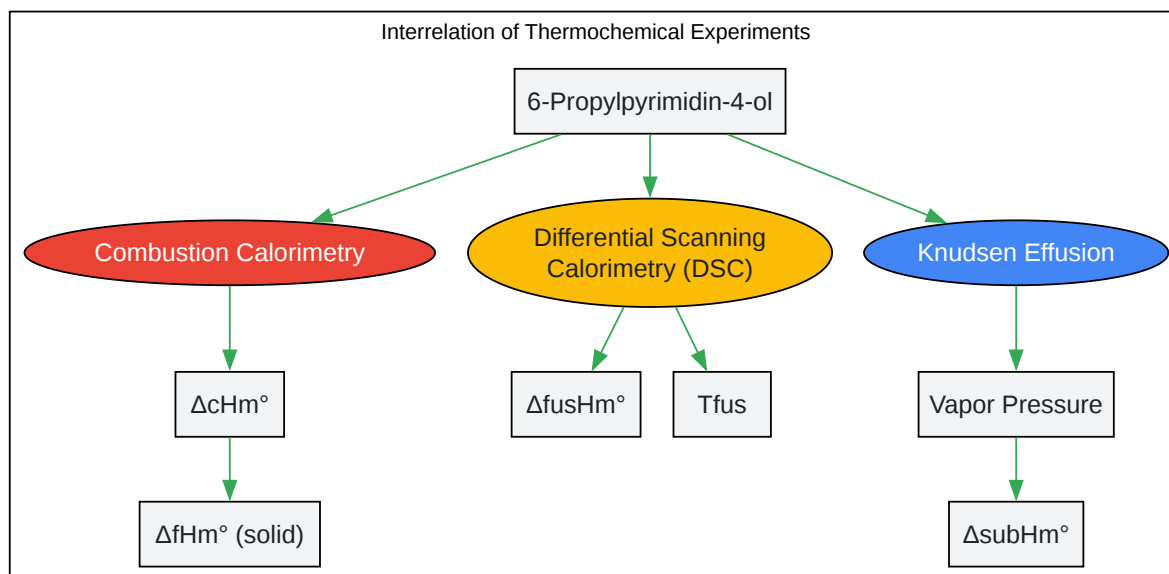 Interrelation of Thermochemical Experiments
6-Propylpyrimidin-4-ol
Combustion Calorimetry
Differential Scanning
Calorimetry (DSC)
Knudsen Effusion
ΔcHm°
ΔfusHm°
Tfus
Vapor Pressure
ΔfHm° (solid)
ΔsubHm°